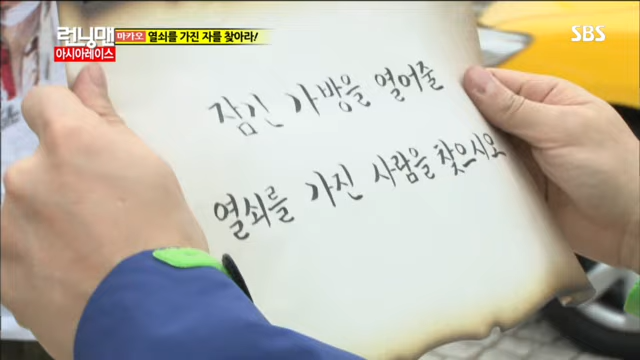 런닝맨
아시아레이스
마카오 열쇠를 가진 자를 찾아라!
SBS
잠긴 가방을 열어줄
열쇠를 가진 사람을 찾으시오